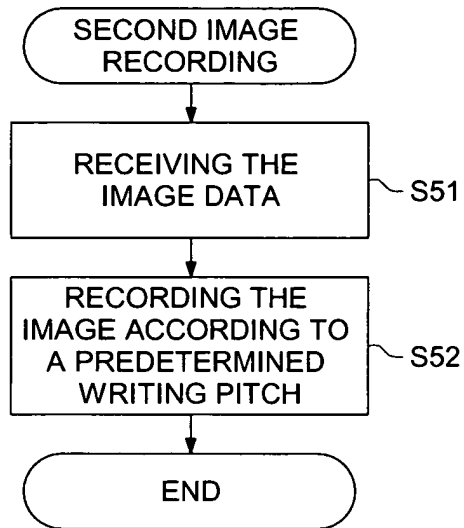 SECOND IMAGE
RECORDING
RECEIVING THE
IMAGE DATA
S51
RECORDING THE
IMAGE ACCORDING TO
A PREDETERMINED
WRITING PITCH
S52
END